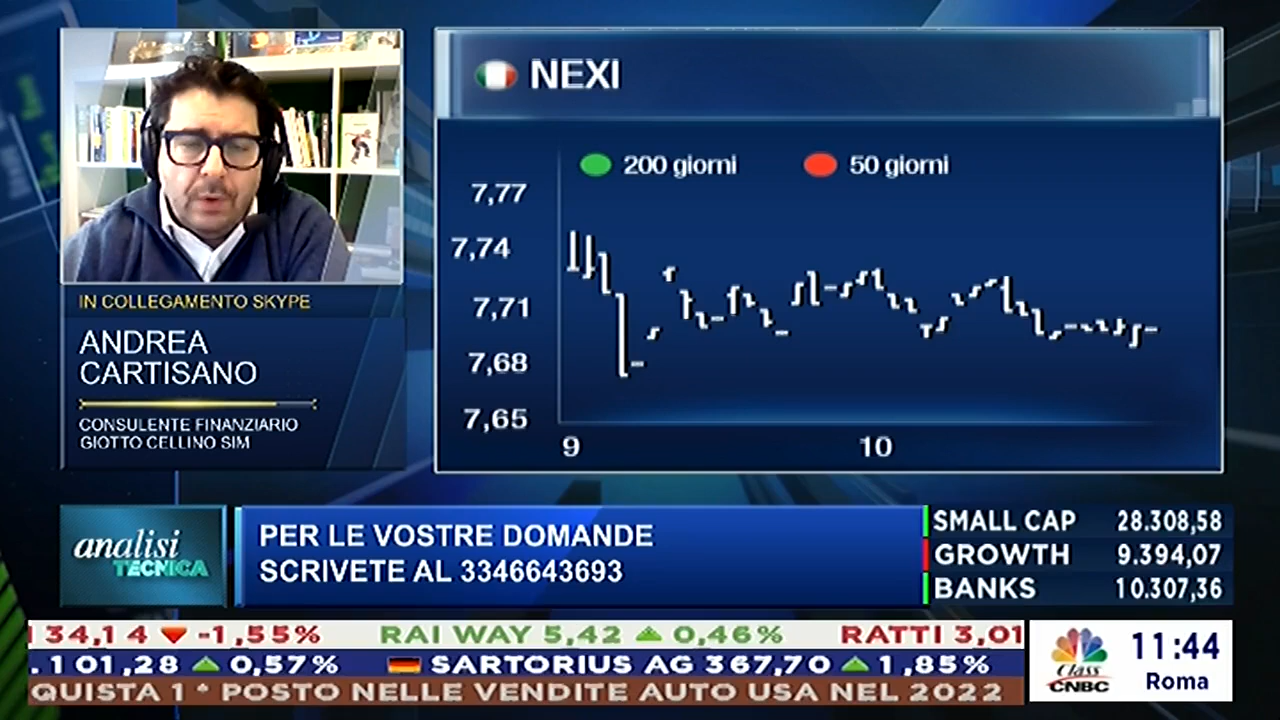 NEXI
200 giorni 50 giorni
7,77
7,74
7,71
7,68
7,65
9 10
IN COLLEGAMENTO SKYPE
ANDREA
CARTISANO
CONSULENTE FINANZIARIO
GIOTTO CELLINO SIM
analisi
TECNICA
PER LE VOSTRE DOMANDE
SCRIVETE AL 3346643693
SMALL CAP 28.308,58
GROWTH 9.394,07
BANKS 10.307,36
34,14 -1,55% RAI WAY 5,42 0,46% RATTI 3,01
.101,28 0,57% SARTORIUS AG 367,70 1,85%
QUISTA 1° POSTO NELLE VENDITE AUTO USA NEL 2022
Class
CNBC
11:44
Roma